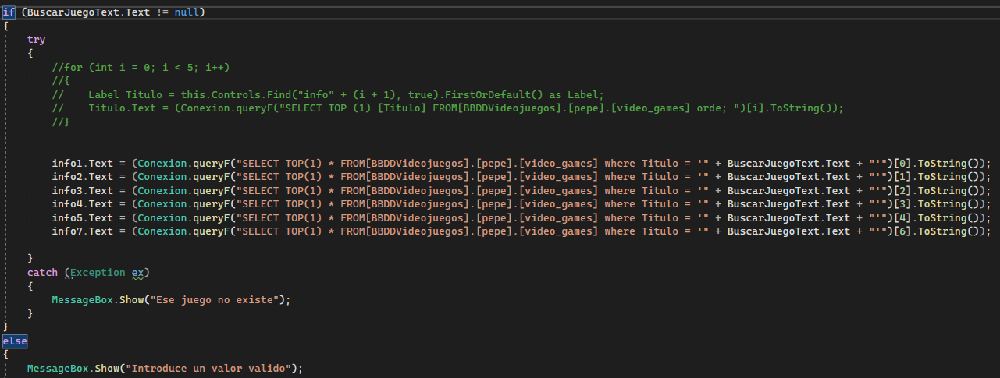 if (BuscarJuegoText.Text != null)
{
try
{
//for (int i = 0; i < 5; i++)
//{
//    Label Titulo = this.Controls.Find("info" + (i + 1), true).FirstOrDefault() as Label;
//    Titulo.Text = (Conexion.queryF("SELECT TOP (1) [Titulo] FROM[BBDDVideojuegos].[pepe].[video_games] orde; ")[i].ToString());
//}
info1.Text = (Conexion.queryF("SELECT TOP(1) * FROM[BBDDVideojuegos].[pepe].[video_games] where Titulo = '" + BuscarJuegoText.Text + "'")[0].ToString());
info2.Text = (Conexion.queryF("SELECT TOP(1) * FROM[BBDDVideojuegos].[pepe].[video_games] where Titulo = '" + BuscarJuegoText.Text + "'")[1].ToString());
info3.Text = (Conexion.queryF("SELECT TOP(1) * FROM[BBDDVideojuegos].[pepe].[video_games] where Titulo = '" + BuscarJuegoText.Text + "'")[2].ToString());
info4.Text = (Conexion.queryF("SELECT TOP(1) * FROM[BBDDVideojuegos].[pepe].[video_games] where Titulo = '" + BuscarJuegoText.Text + "'")[3].ToString());
info5.Text = (Conexion.queryF("SELECT TOP(1) * FROM[BBDDVideojuegos].[pepe].[video_games] where Titulo = '" + BuscarJuegoText.Text + "'")[4].ToString());
info7.Text = (Conexion.queryF("SELECT TOP(1) * FROM[BBDDVideojuegos].[pepe].[video_games] where Titulo = '" + BuscarJuegoText.Text + "'")[6].ToString());
}
catch (Exception ex)
{
MessageBox.Show("Ese juego no existe");
}
}
else
{
MessageBox.Show("Introduce un valor valido");